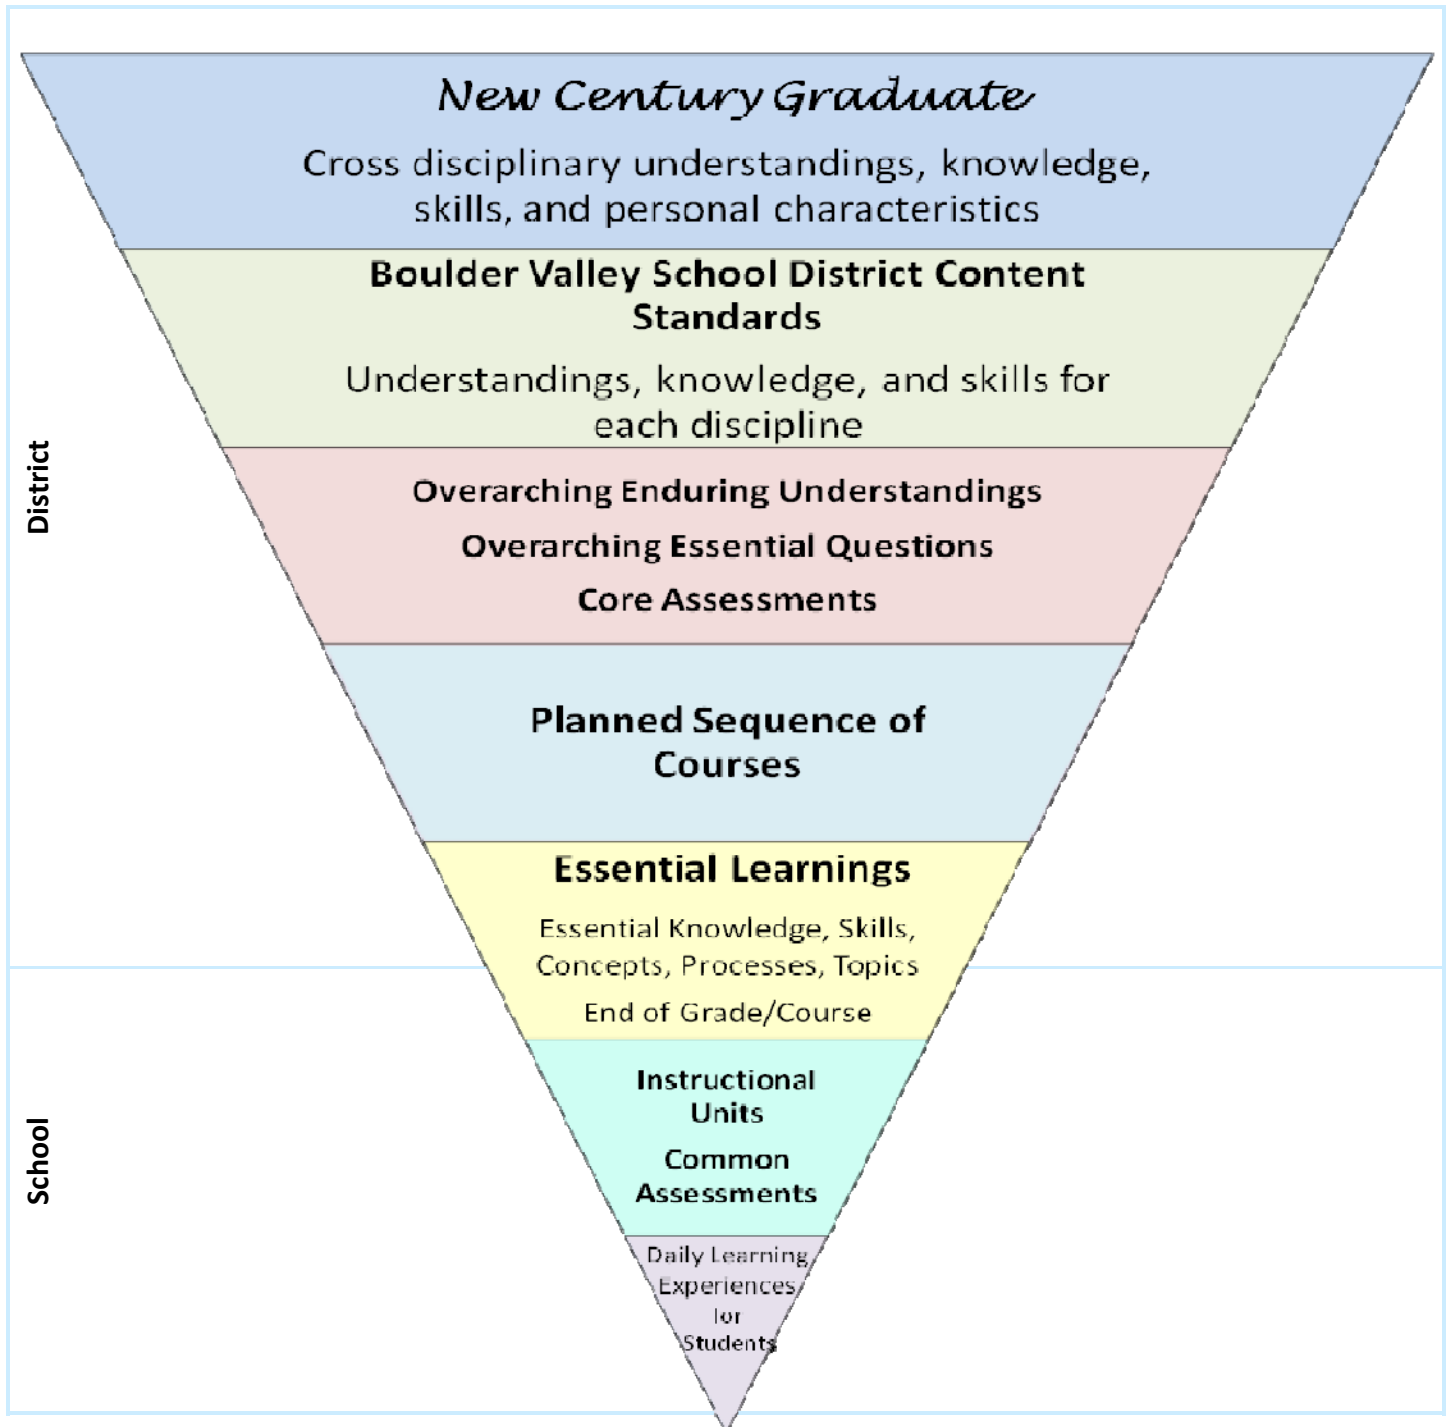 New Century Graduate
Cross disciplinary understandings, knowledge,
skills, and personal characteristics
Boulder Valley School District Content
Standards
Understandings, knowledge, and skills for
each discipline
District
Overarching Enduring Understandings
Overarching Essential Questions
Core Assessments
Planned Sequence of
Courses
Essential Learnings
Essential Knowledge, Skills,
Concepts, Processes, Topics
End of Grade/Course
School
Instructional
Units
Common
Assessments
Daily Learning
Experiences
for
Students